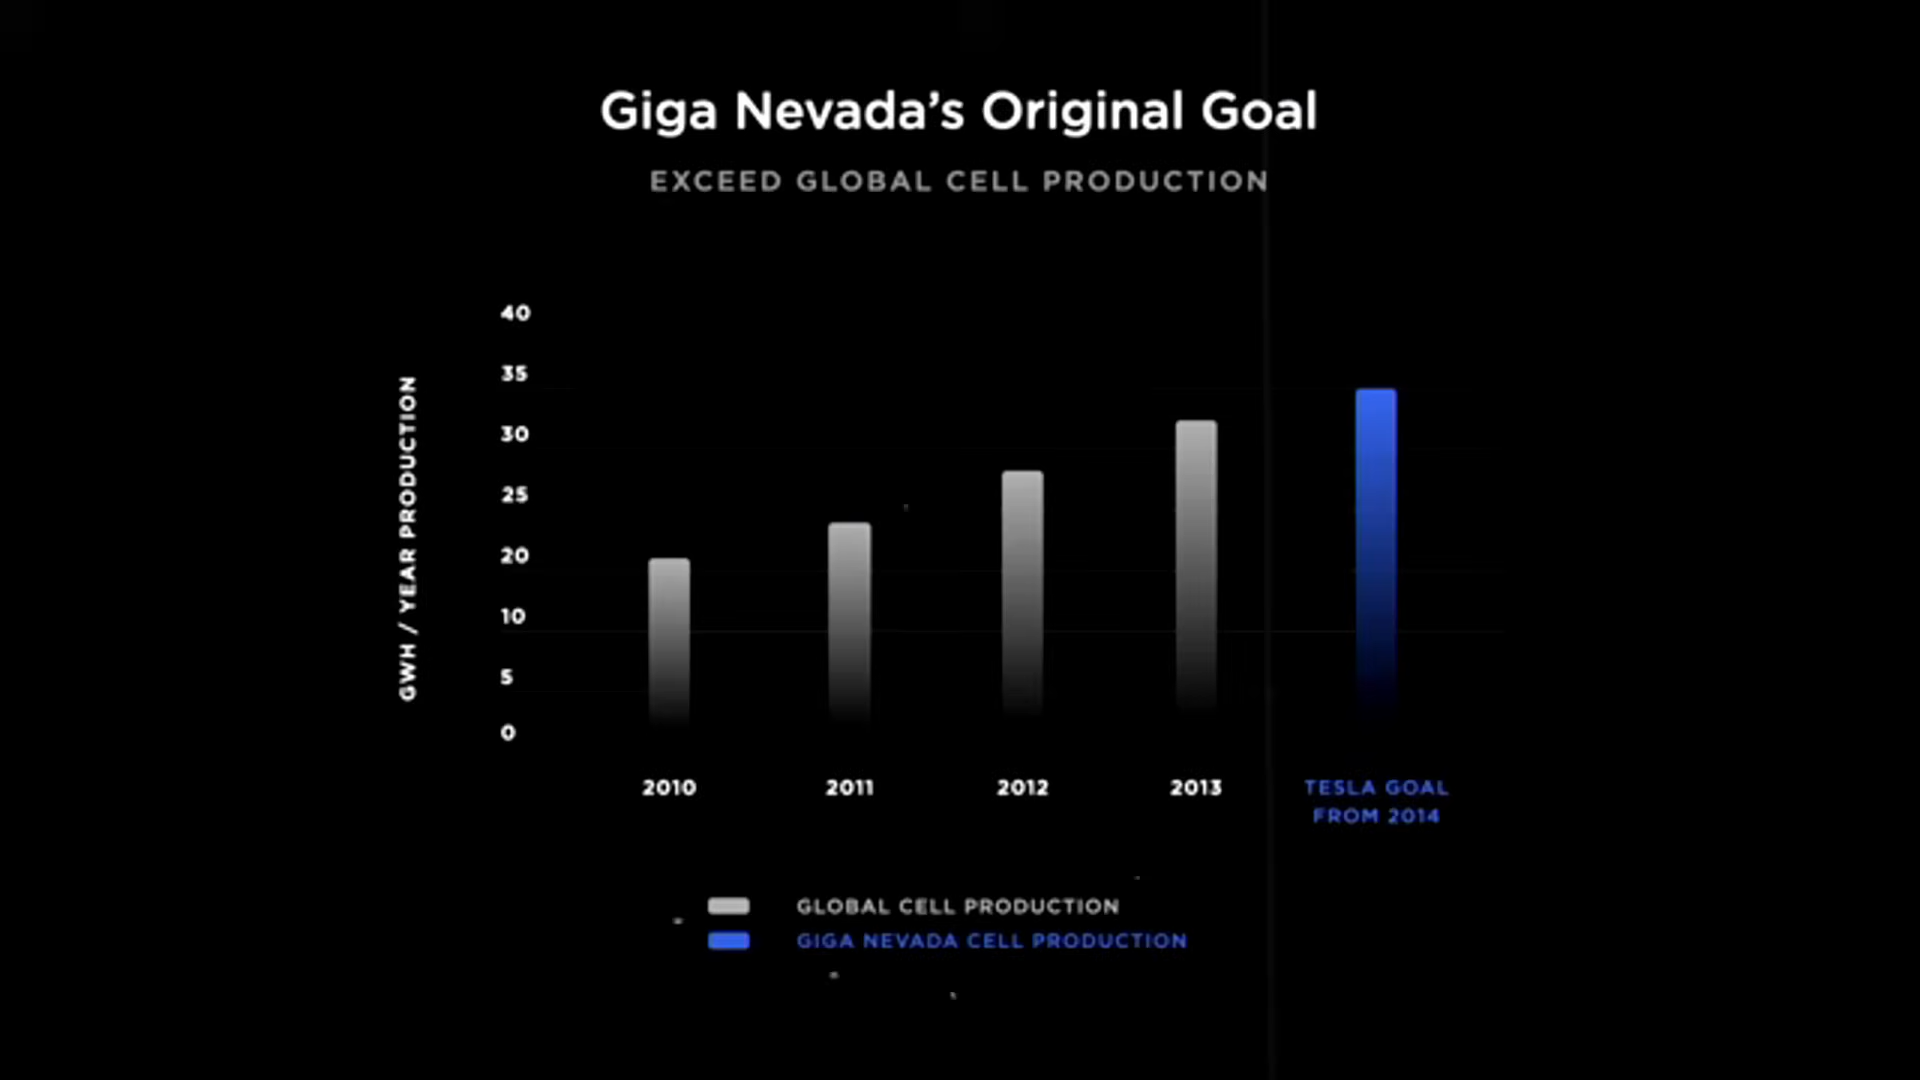 Giga Nevada’s Original Goal
EXCEED GLOBAL CELL PRODUCTION
GWH / YEAR PRODUCTION
40
35
30
25
20
10
5
0
2010
2011
2012
2013
TESLA GOAL
FROM 2014
GLOBAL CELL PRODUCTION
GIGA NEVADA CELL PRODUCTION